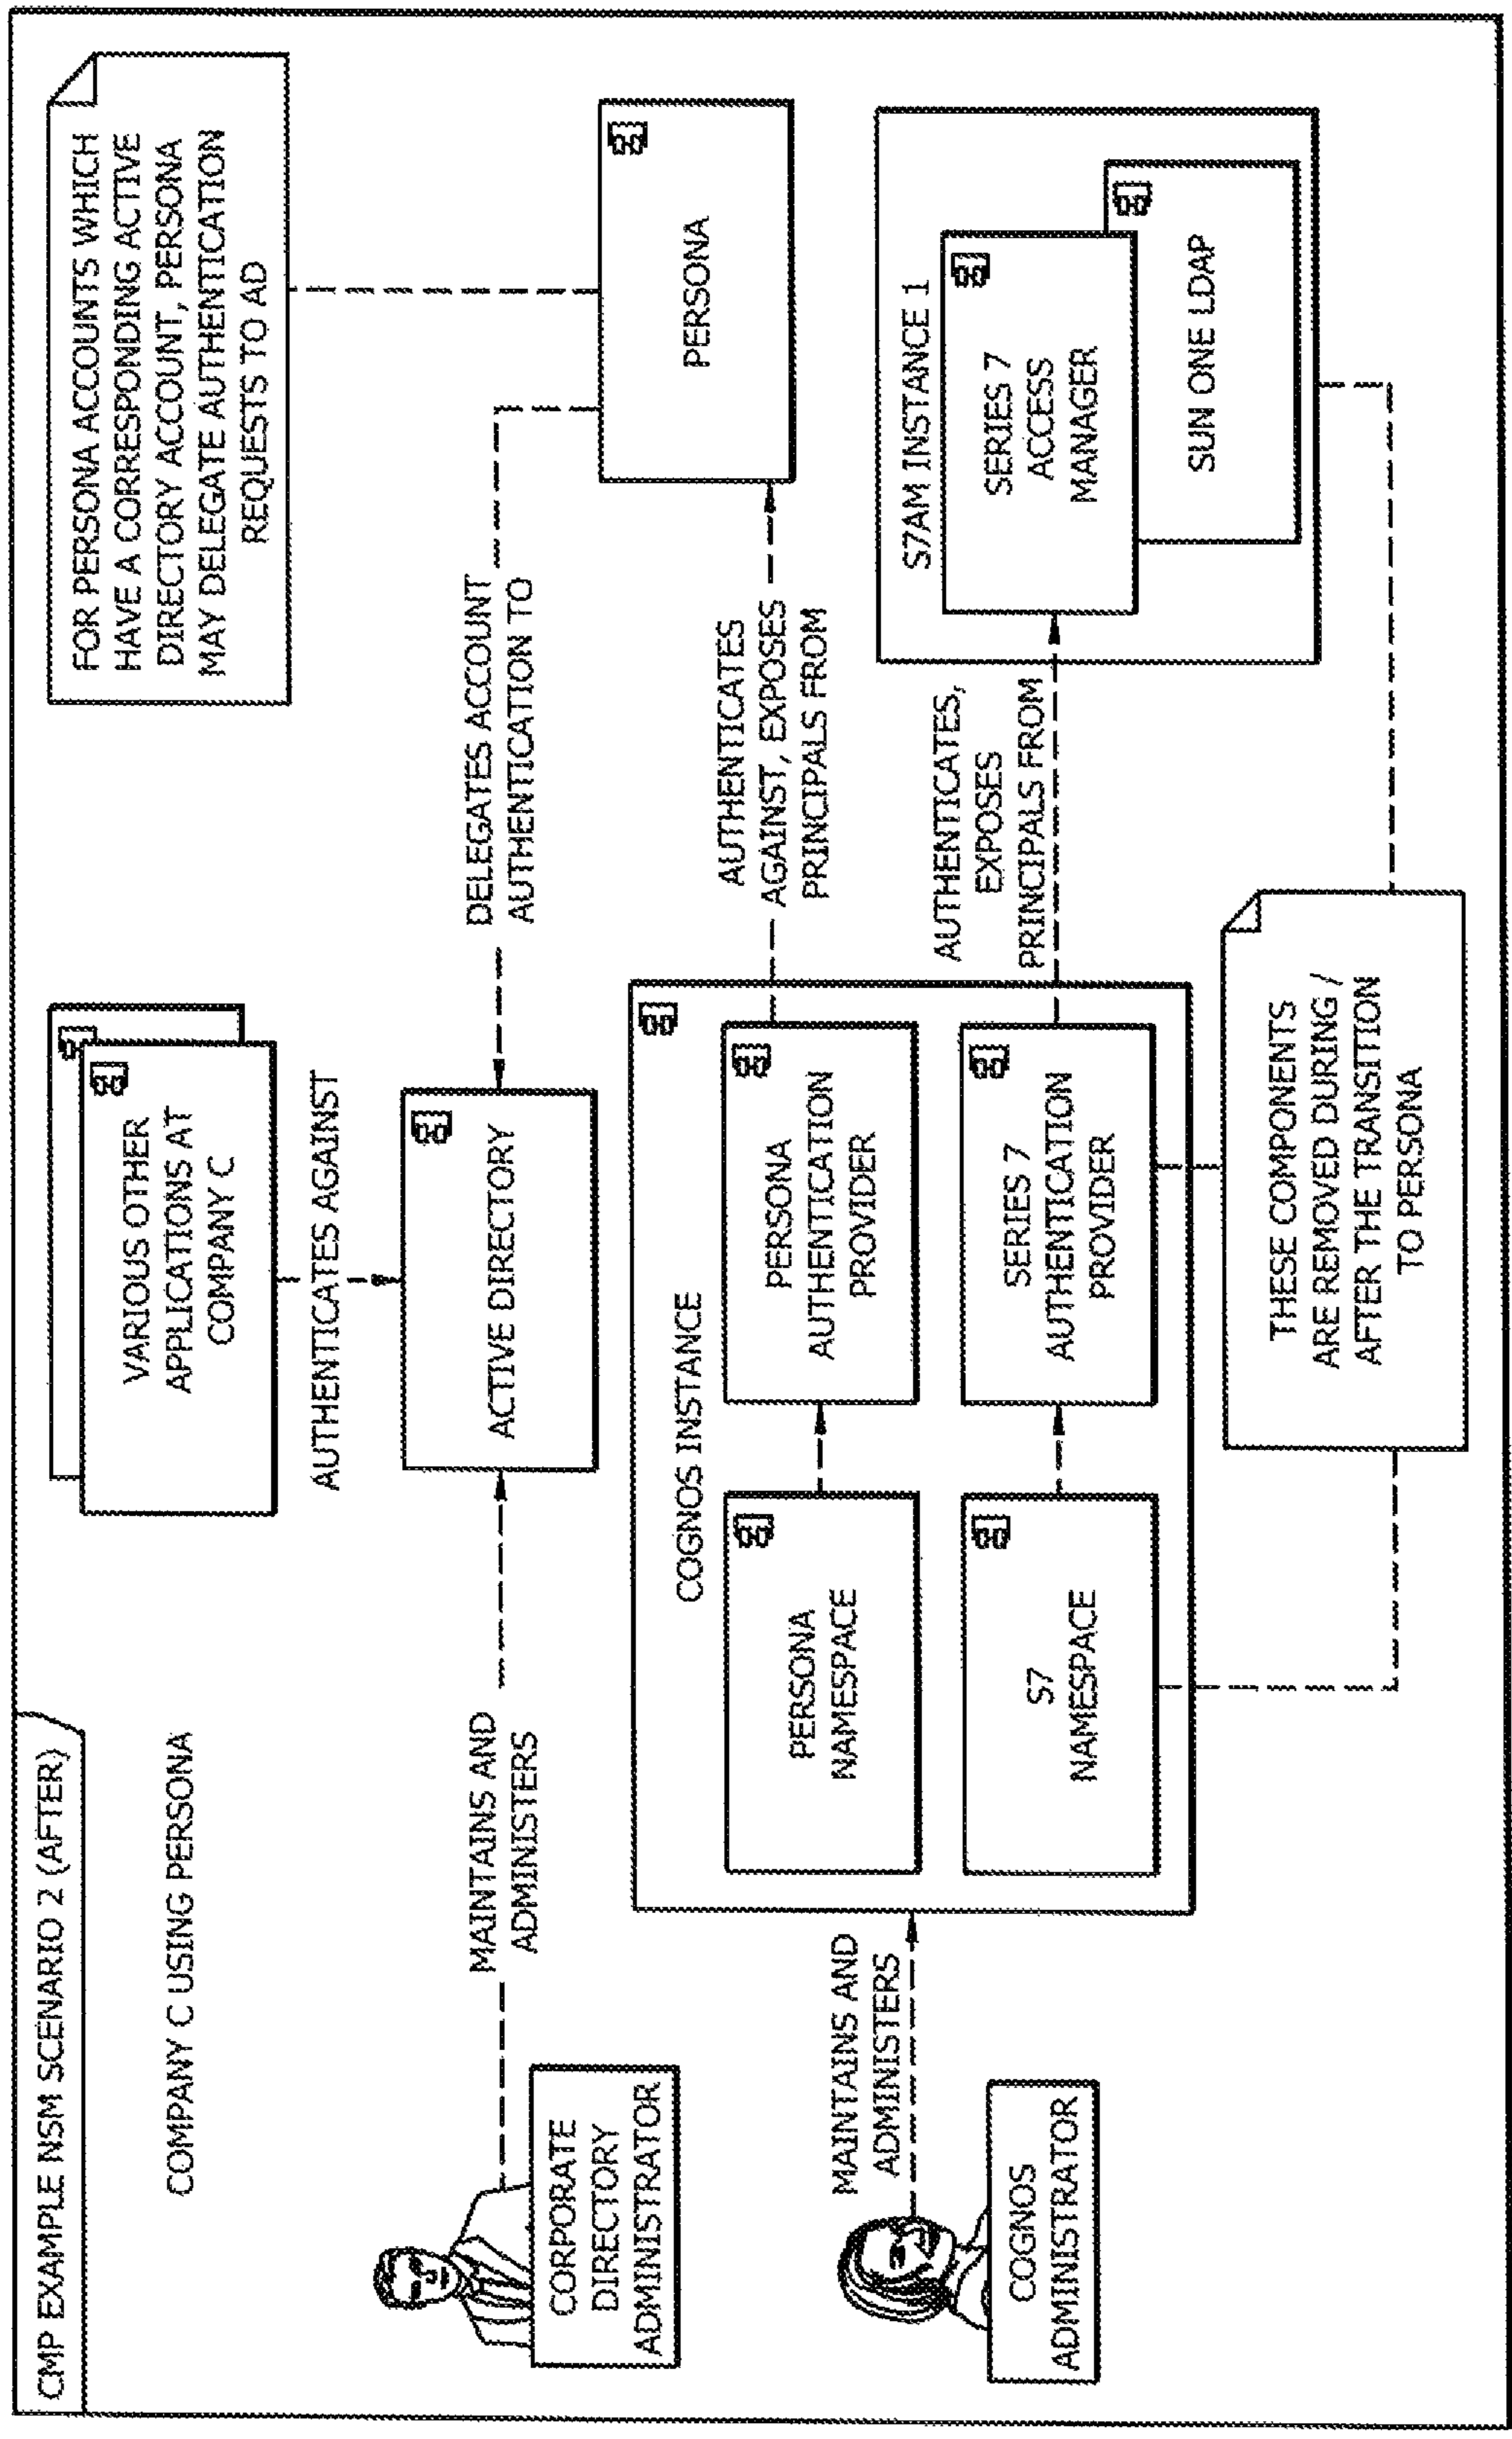 CMP EXAMPLE NSM SCENARIO 2 (AFTER)
COMPANY C USING PERSONA
VARIOUS OTHER
APPLICATIONS AT
COMPANY C
FOR PERSONA ACCOUNTS WHICH
HAVE A CORRESPONDING ACTIVE
DIRECTORY ACCOUNT, PERSONA
MAY DELEGATE AUTHENTICATION
REQUESTS TO AD
AUTHENTICATES AGAINST
CORPORATE
DIRECTORY
ADMINISTRATOR
MAINTAINS AND
ADMINISTERS
ACTIVE DIRECTORY
DELEGATES ACCOUNT
AUTHENTICATION TO
PERSONA
COGNOS INSTANCE
PERSONA
NAMESPACE
PERSONA
AUTHENTICATION
PROVIDER
AUTHENTICATES
AGAINST, EXPOSES
PRINCIPALS FROM
COGNOS
ADMINISTRATOR
MAINTAINS AND
ADMINISTERS
S7
NAMESPACE
SERIES 7
AUTHENTICATION
PROVIDER
AUTHENTICATES,
EXPOSES
PRINCIPALS FROM
S7AM INSTANCE 1
SERIES 7
ACCESS
MANAGER
SUN ONE LDAP
THESE COMPONENTS
ARE REMOVED DURING /
AFTER THE TRANSITION
TO PERSONA